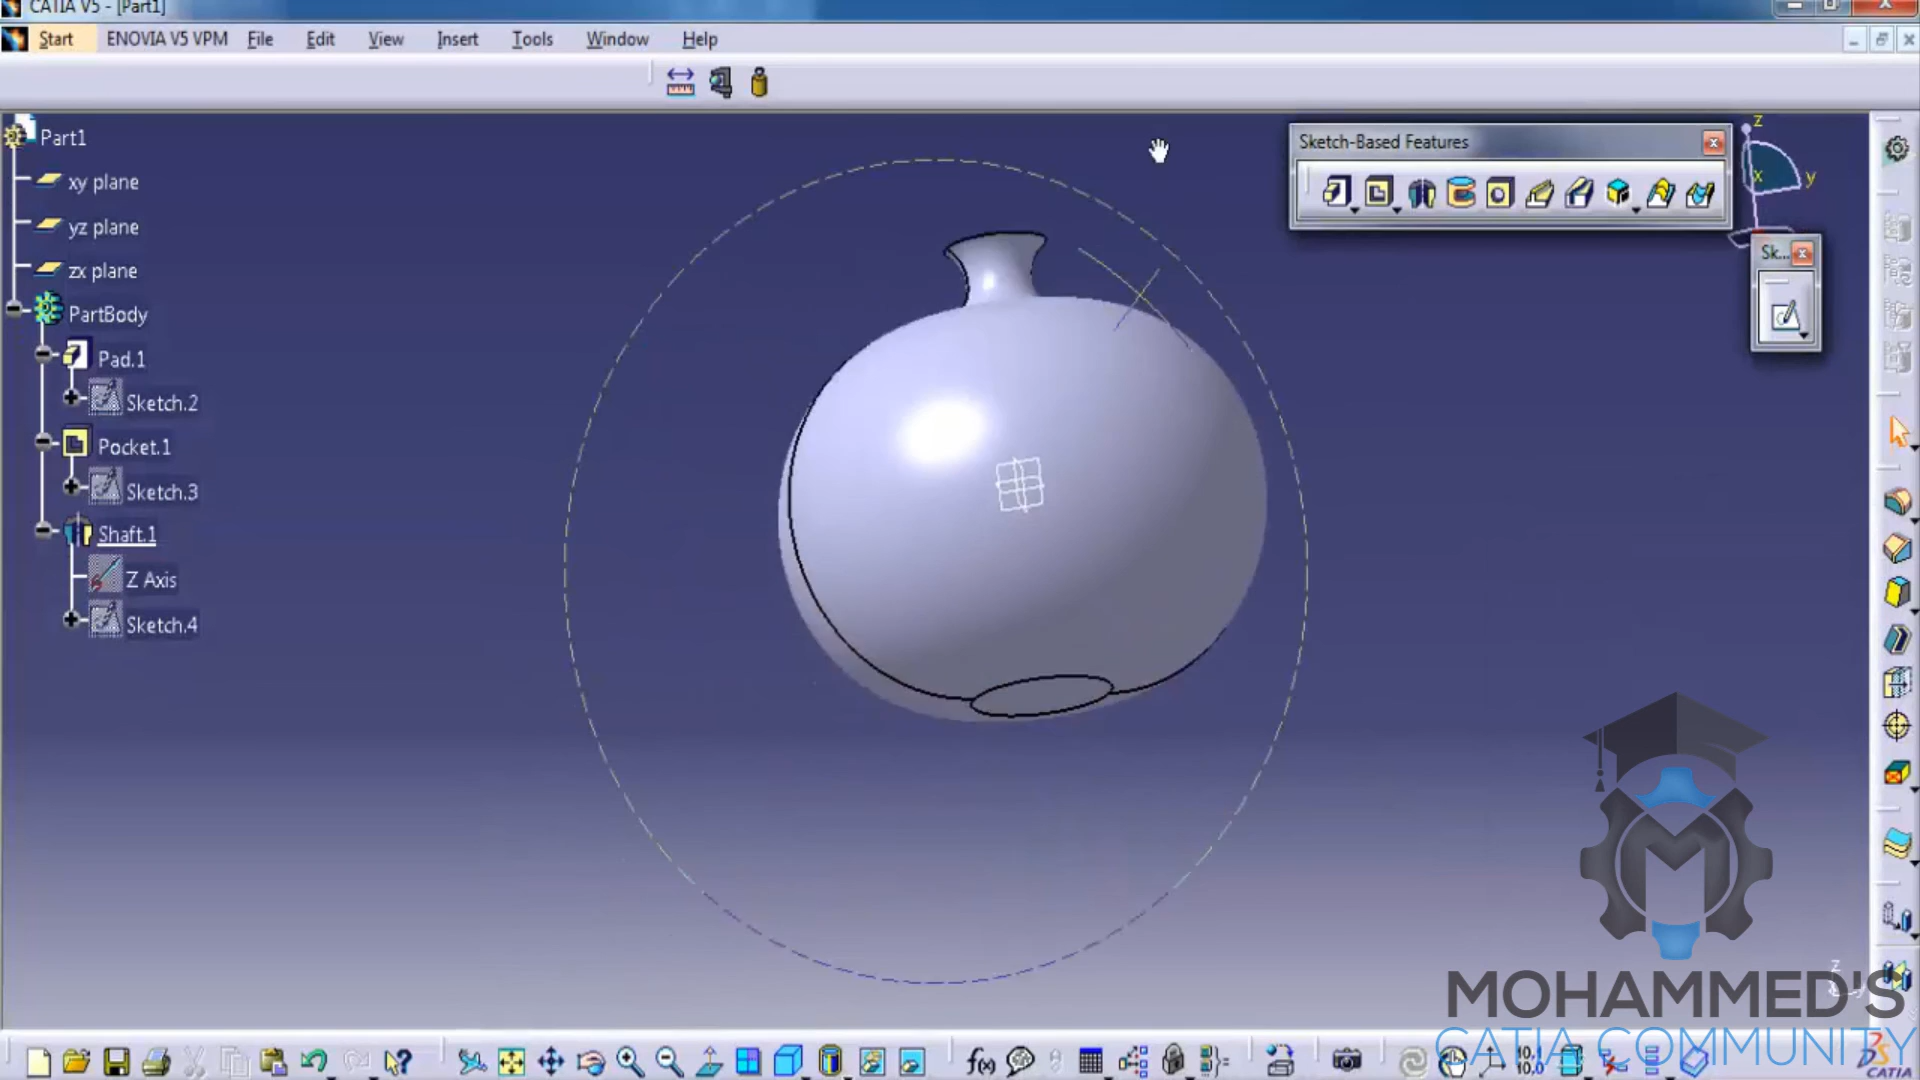 CATIA V5 - [Part1]
Start ENOVIA V5 VPM File Edit View Insert Tools Window Help
Part1
xy plane
yz plane
zx plane
PartBody
Pad.1
Sketch.2
Pocket.1
Sketch.3
Shaft.1
Z Axis
Sketch.4
Sketch-Based Features
z
x
y
Sk...
z
MOHAMMED'S
CATIA COMMUNITY
f(x)
CATIA